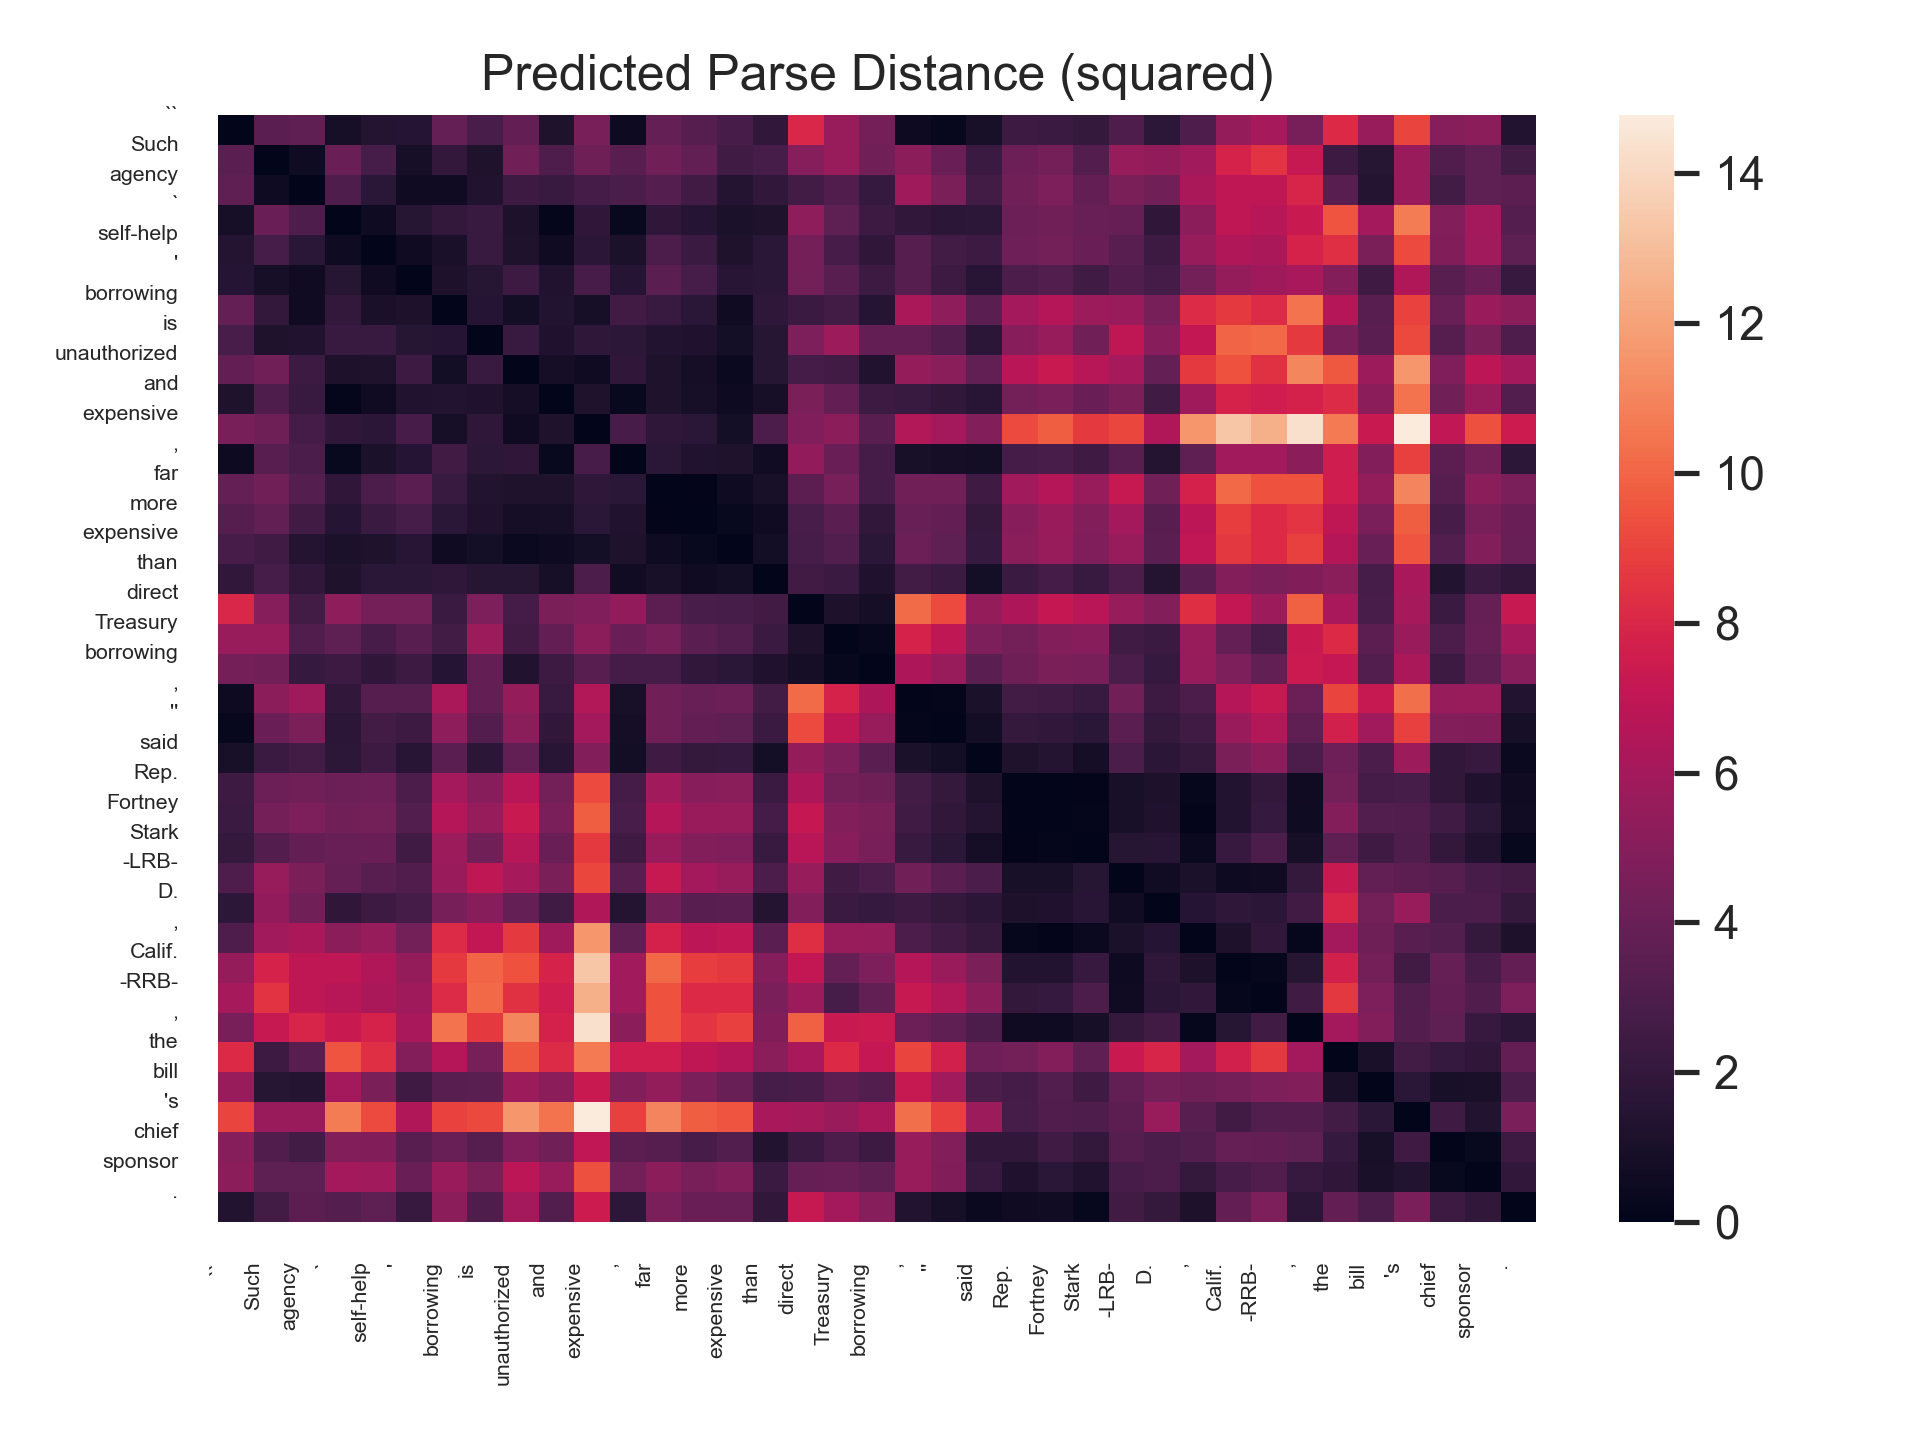 Predicted Parse Distance (squared)
``
Such
agency
`
self-help
'
borrowing
is
unauthorized
and
expensive
,
far
more
expensive
than
direct
Treasury
borrowing
,
''
said
Rep.
Fortney
Stark
-LRB-
D.
,
Calif.
-RRB-
,
the
bill
's
chief
sponsor
.
14
12
10
8
6
4
2
0
``
Such
agency
`
self-help
'
borrowing
is
unauthorized
and
expensive
,
far
more
expensive
than
direct
Treasury
borrowing
,
''
said
Rep.
Fortney
Stark
-LRB-
D.
,
Calif.
-RRB-
,
the
bill
's
chief
sponsor
.